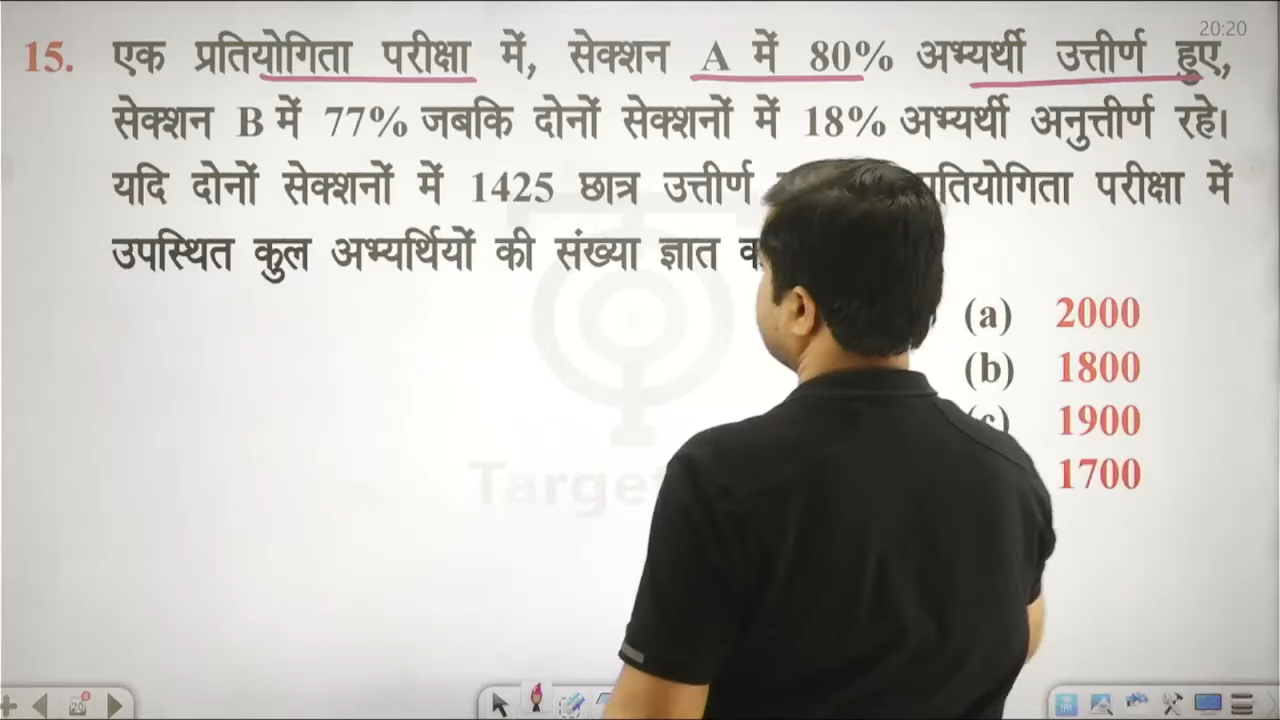 20:20
15. एक प्रतियोगिता परीक्षा में, सेक्शन A में 80% अभ्यर्थी उत्तीर्ण हुए,
सेक्शन B में 77% जबकि दोनों सेक्शनों में 18% अभ्यर्थी अनुत्तीर्ण रहे।
यदि दोनों सेक्शनों में 1425 छात्र उत्तीर्ण परीक्षा में
उपस्थित कुल अभ्यर्थियों की संख्या ज्ञात
(a) 2000
(b) 1800
(c) 1900
1700
29